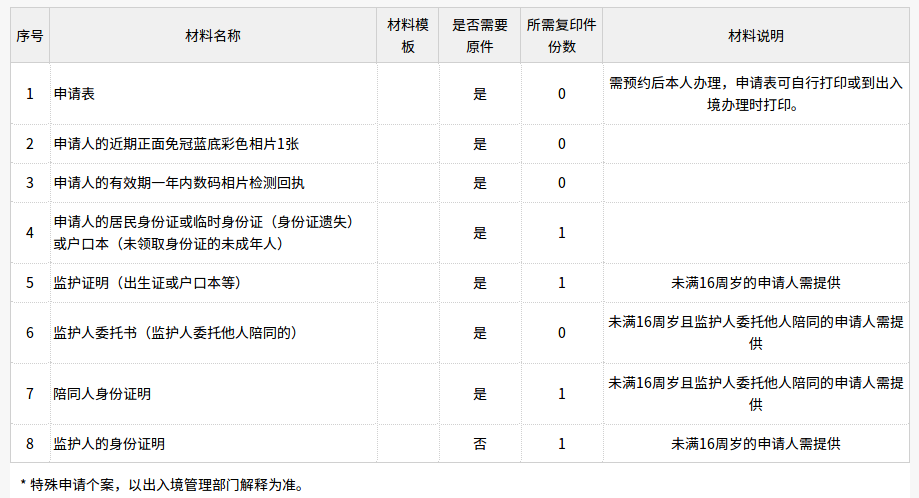 序号 材料名称 材料模板 是否需要原件 所需复印件份数 材料说明
1 申请表 是 0 需预约后本人办理，申请表可自行打印或到出入
境办理时打印。
2 申请人的近期正面免冠蓝底彩色相片1张 是 0
3 申请人的有效期一年内数码相片检测回执 是 0
4 申请人的居民身份证或临时身份证（身份证遗失）
或户口本（未领取身份证的未成年人） 是 1
5 监护证明（出生证或户口本等） 是 1 未满16周岁的申请人需提供
6 监护人委托书（监护人委托他人陪同的） 是 0 未满16周岁且监护人委托他人陪同的申请人需提
供
7 陪同人身份证明 是 1 未满16周岁且监护人委托他人陪同的申请人需提
供
8 监护人的身份证明 否 1 未满16周岁的申请人需提供
* 特殊申请个案，以出入境管理部门解释为准。